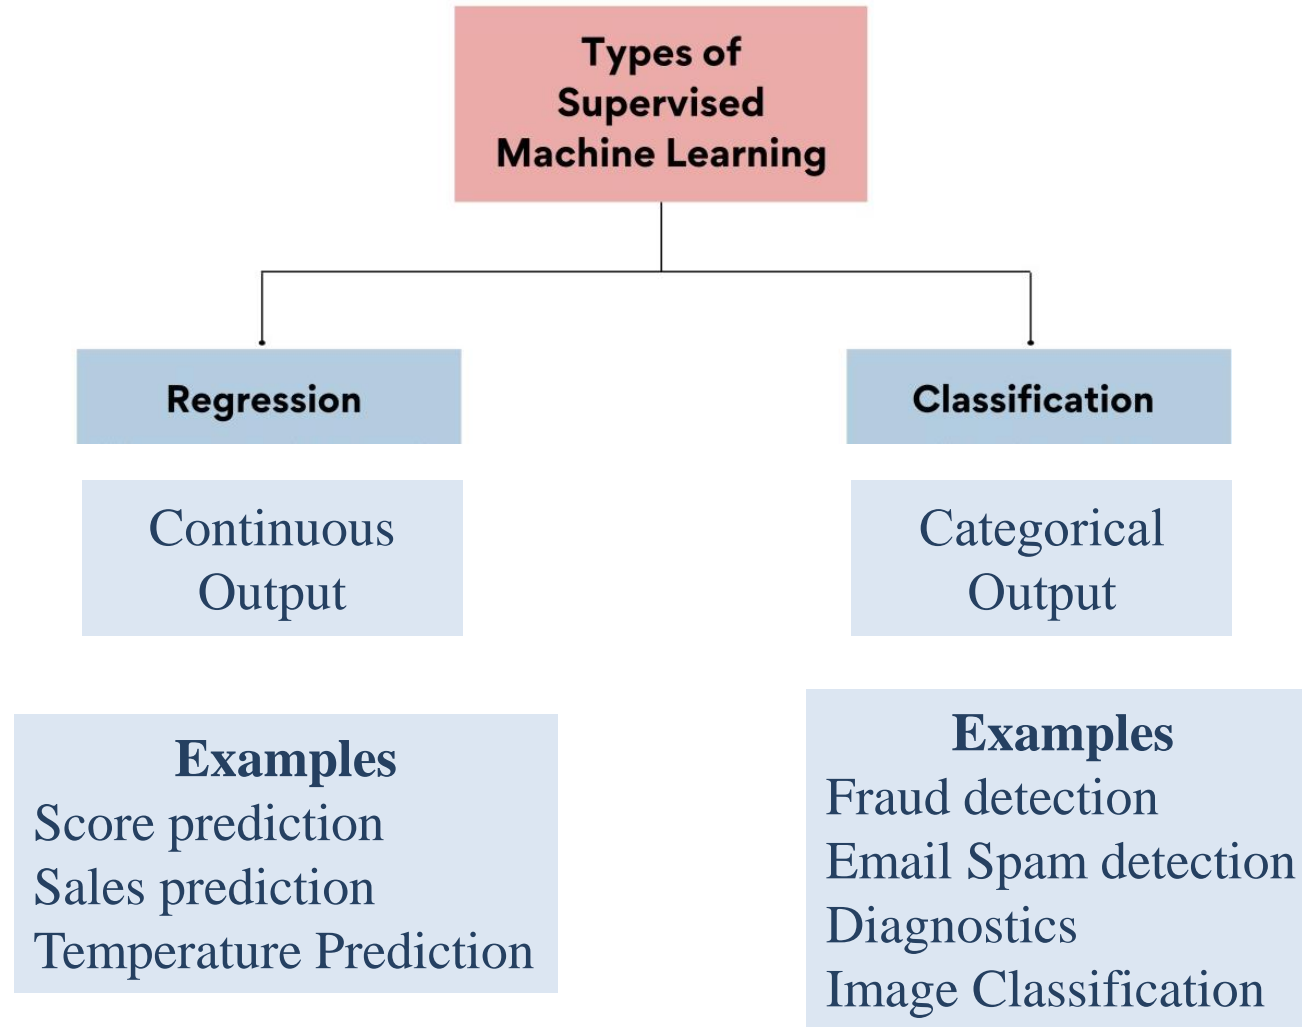 Types of
Supervised
Machine Learning
Regression
Classification
Continuous
Output
Categorical
Output
Examples
Score prediction
Sales prediction
Temperature Prediction
Examples
Fraud detection
Email Spam detection
Diagnostics
Image Classification